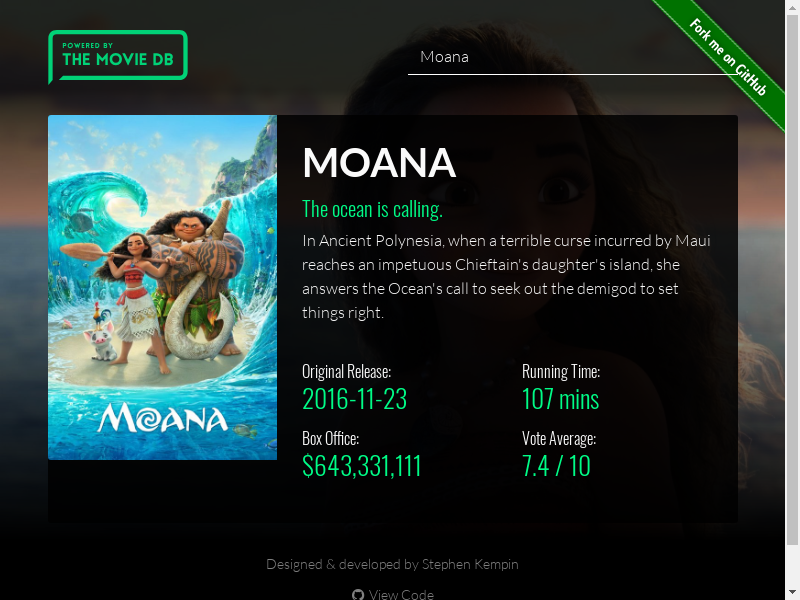 POWERED BY
THE MOVIE DB
Moana
Fork me on GitHub
MOANA
MOANA
The ocean is calling.
In Ancient Polynesia, when a terrible curse incurred by Maui
reaches an impetuous Chieftain's daughter's island, she
answers the Ocean's call to seek out the demigod to set
things right.
Original Release:
2016-11-23
Running Time:
107 mins
Box Office:
$643,331,111
Vote Average:
7.4 / 10
Designed & developed by Stephen Kempin
View Code